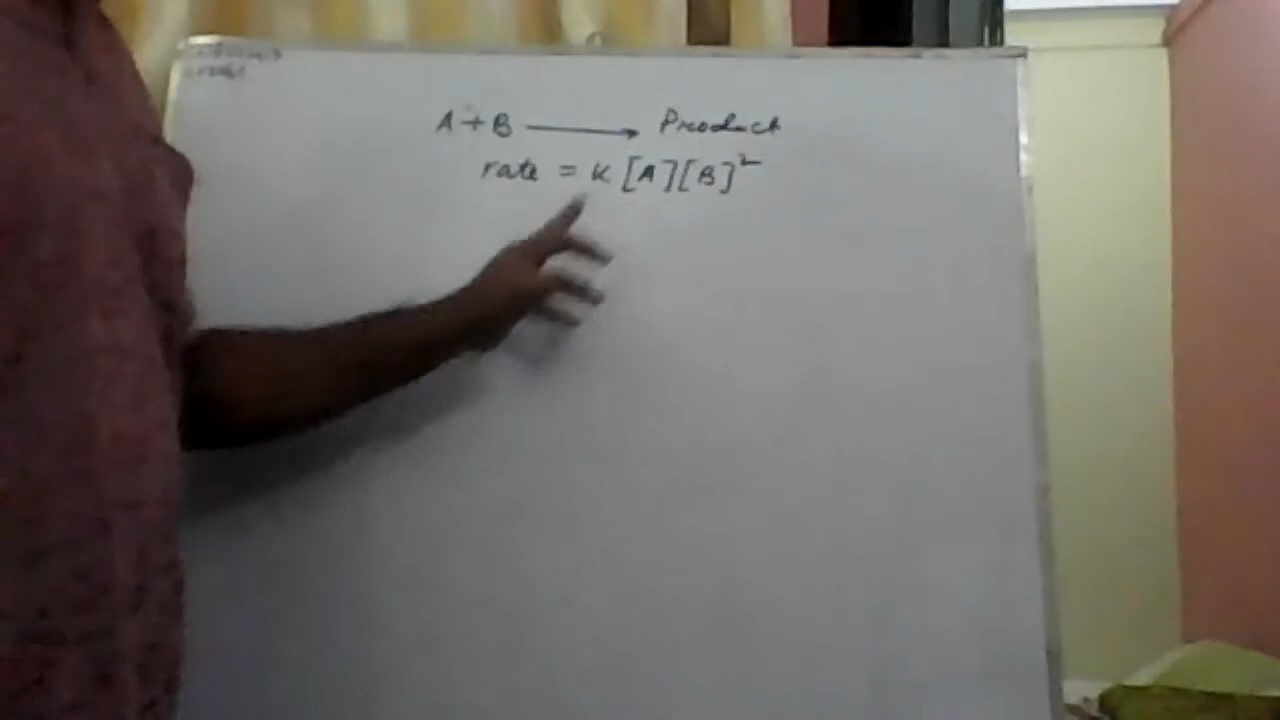 A + B ⟶ Product
rate = K [A][B]²